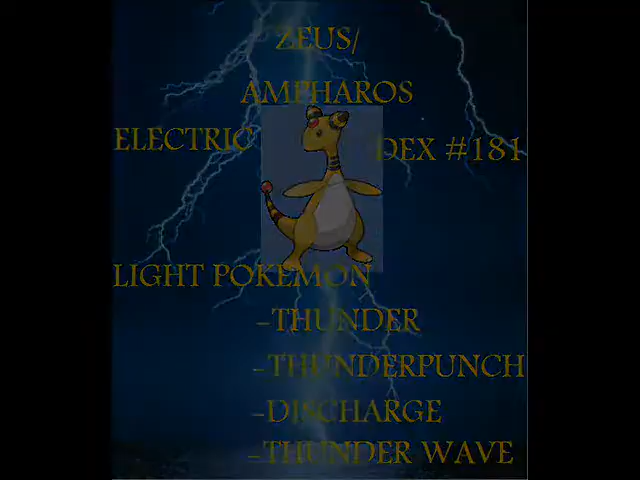 ZEUS/
AMPHAROS
ELECTRIC
DEX #181
LIGHT POKEMON
-THUNDER
-THUNDERPUNCH
-DISCHARGE
-THUNDER WAVE